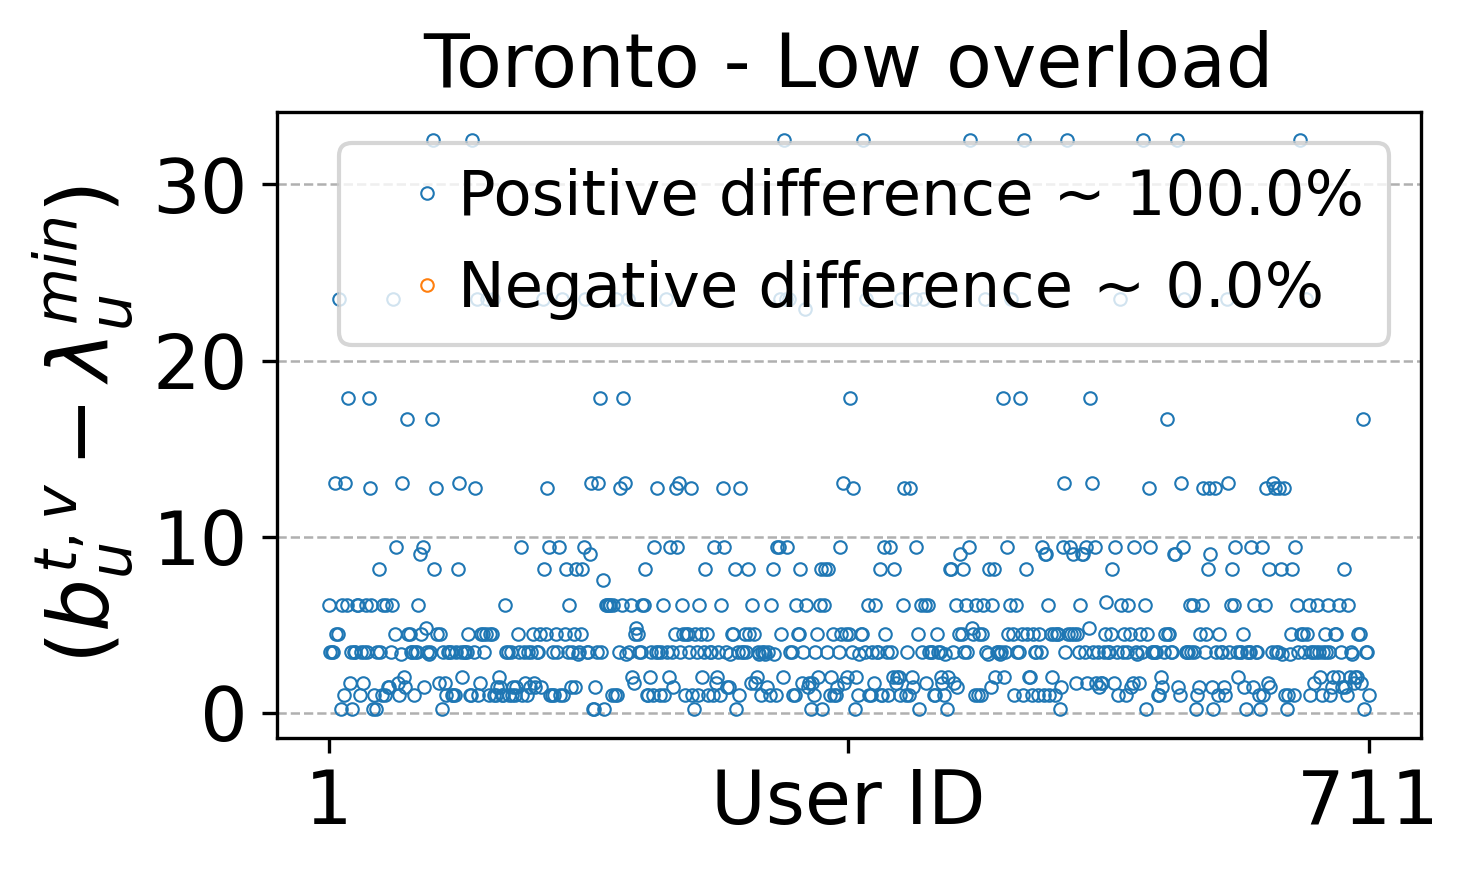 Toronto - Low overload
30
20
10
0
(b_u^{t, v} − λ_u^{min})
Positive difference ~ 100.0%
Negative difference ~ 0.0%
1
User ID
711